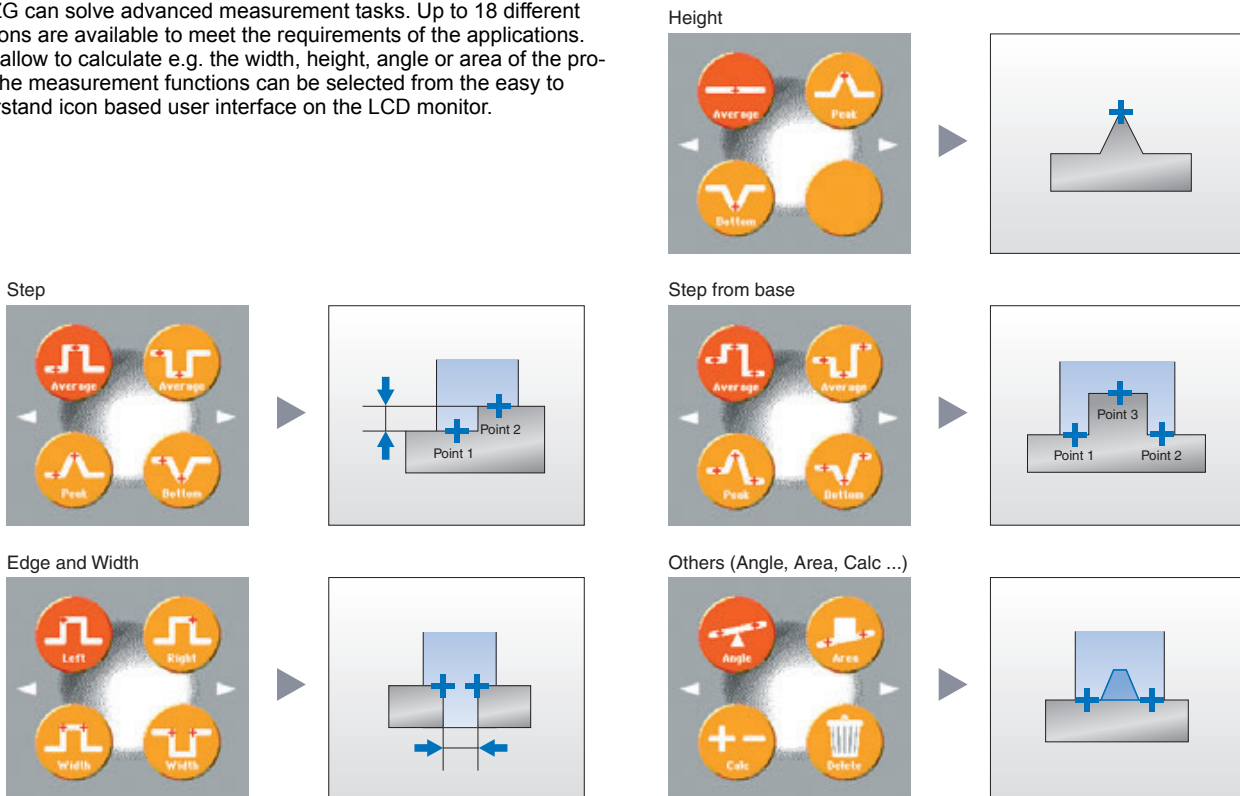 ZG can solve advanced measurement tasks. Up to 18 different
ons are available to meet the requirements of the applications.
allow to calculate e.g. the width, height, angle or area of the pro-
he measurement functions can be selected from the easy to
rstand icon based user interface on the LCD monitor.
Height
Average Peak
Bottom
Step
Average Average
Peak Bottom
Point 1 Point 2
Step from base
Average Average
Peak Bottom
Point 3
Point 1 Point 2
Edge and Width
Left Right
Width Width
Others (Angle, Area, Calc ...)
Angle Area
Calc Delete